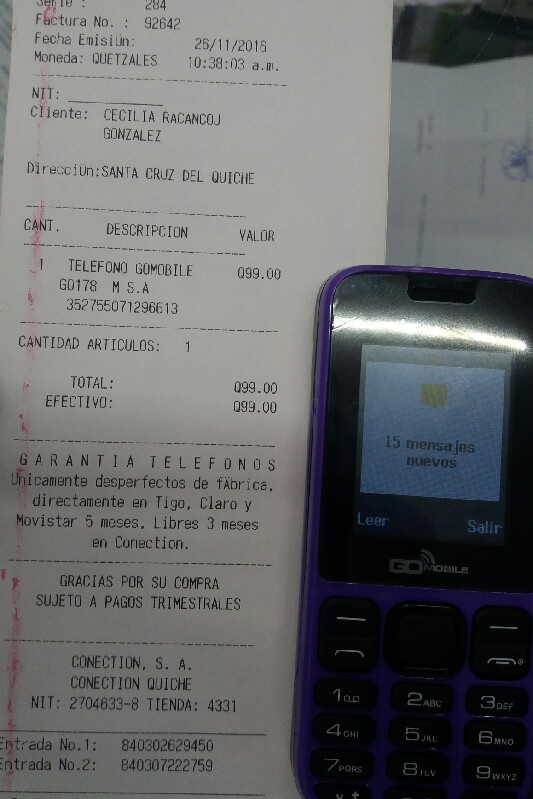 Serie : 284
Factura No. : 92642
Fecha EmisiUn: 26/11/2016
Moneda: QUETZALES 10:38:03 a.m.
NIT:
Cliente: CECILIA RACANCOJ
GONZALEZ
DirecciUn:SANTA CRUZ DEL QUICHE
CANT. DESCRIPCION VALOR
1 TELEFONO GOMOBILE Q99.00
GO178 M S.A
352755071296613
CANTIDAD ARTICULOS: 1
TOTAL: Q99.00
EFECTIVO: Q99.00
G A R A N T I A T E L E F O N O S
Unicamente desperfectos de fÄbrica,
directamente en Tigo, Claro y
Movistar 5 meses. Libres 3 meses
en Conection.
GRACIAS POR SU COMPRA
SUJETO A PAGOS TRIMESTRALES
CONECTION, S. A.
CONECTION QUICHE
NIT: 2704633-8 TIENDA: 4331
Entrada No.1: 840302629450
Entrada No.2: 840307222759
15 mensajes
nuevos
Leer Salir
GO MOBILE
1 2 ABC 3 DEF
4 GHI 5 JKL 6 MNO
7 PQRS 8 TUV 9 WXYZ